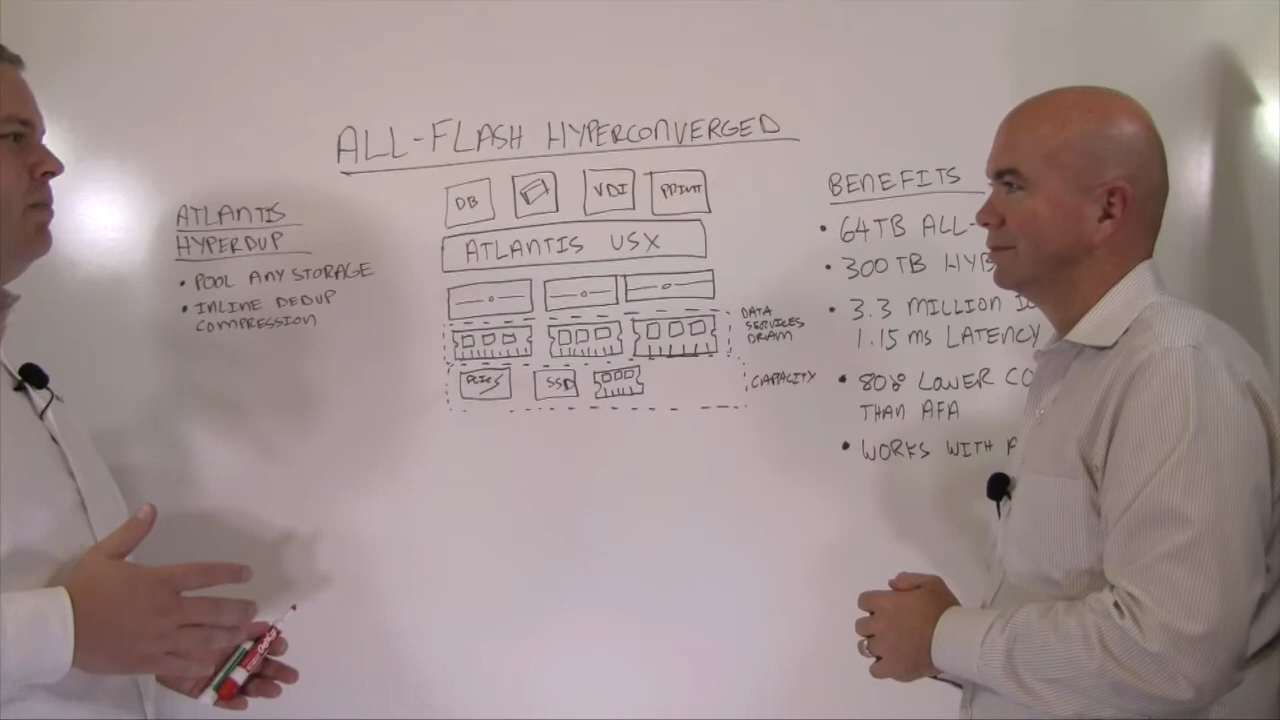 ALL-FLASH HYPERCONVERGED
ATLANTIS
HYPERDUP
• POOL ANY STORAGE
• INLINE DEDUP
COMPRESSION
DB
VDI
PRINT
ATLANTIS USX
DATA
SERVICES
DRAM
SSD
CAPACITY
BENEFITS
• 64TB ALL-
• 300TB HYB
• 3.3 MILLION
1.15 ms LATENCY
• 80% LOWER CO
THAN AFA
• WORKS WITH